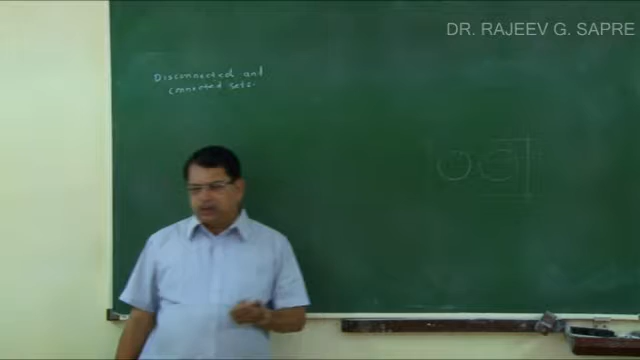 DR. RAJEEV G. SAPRE
Disconnected and
connected sets.